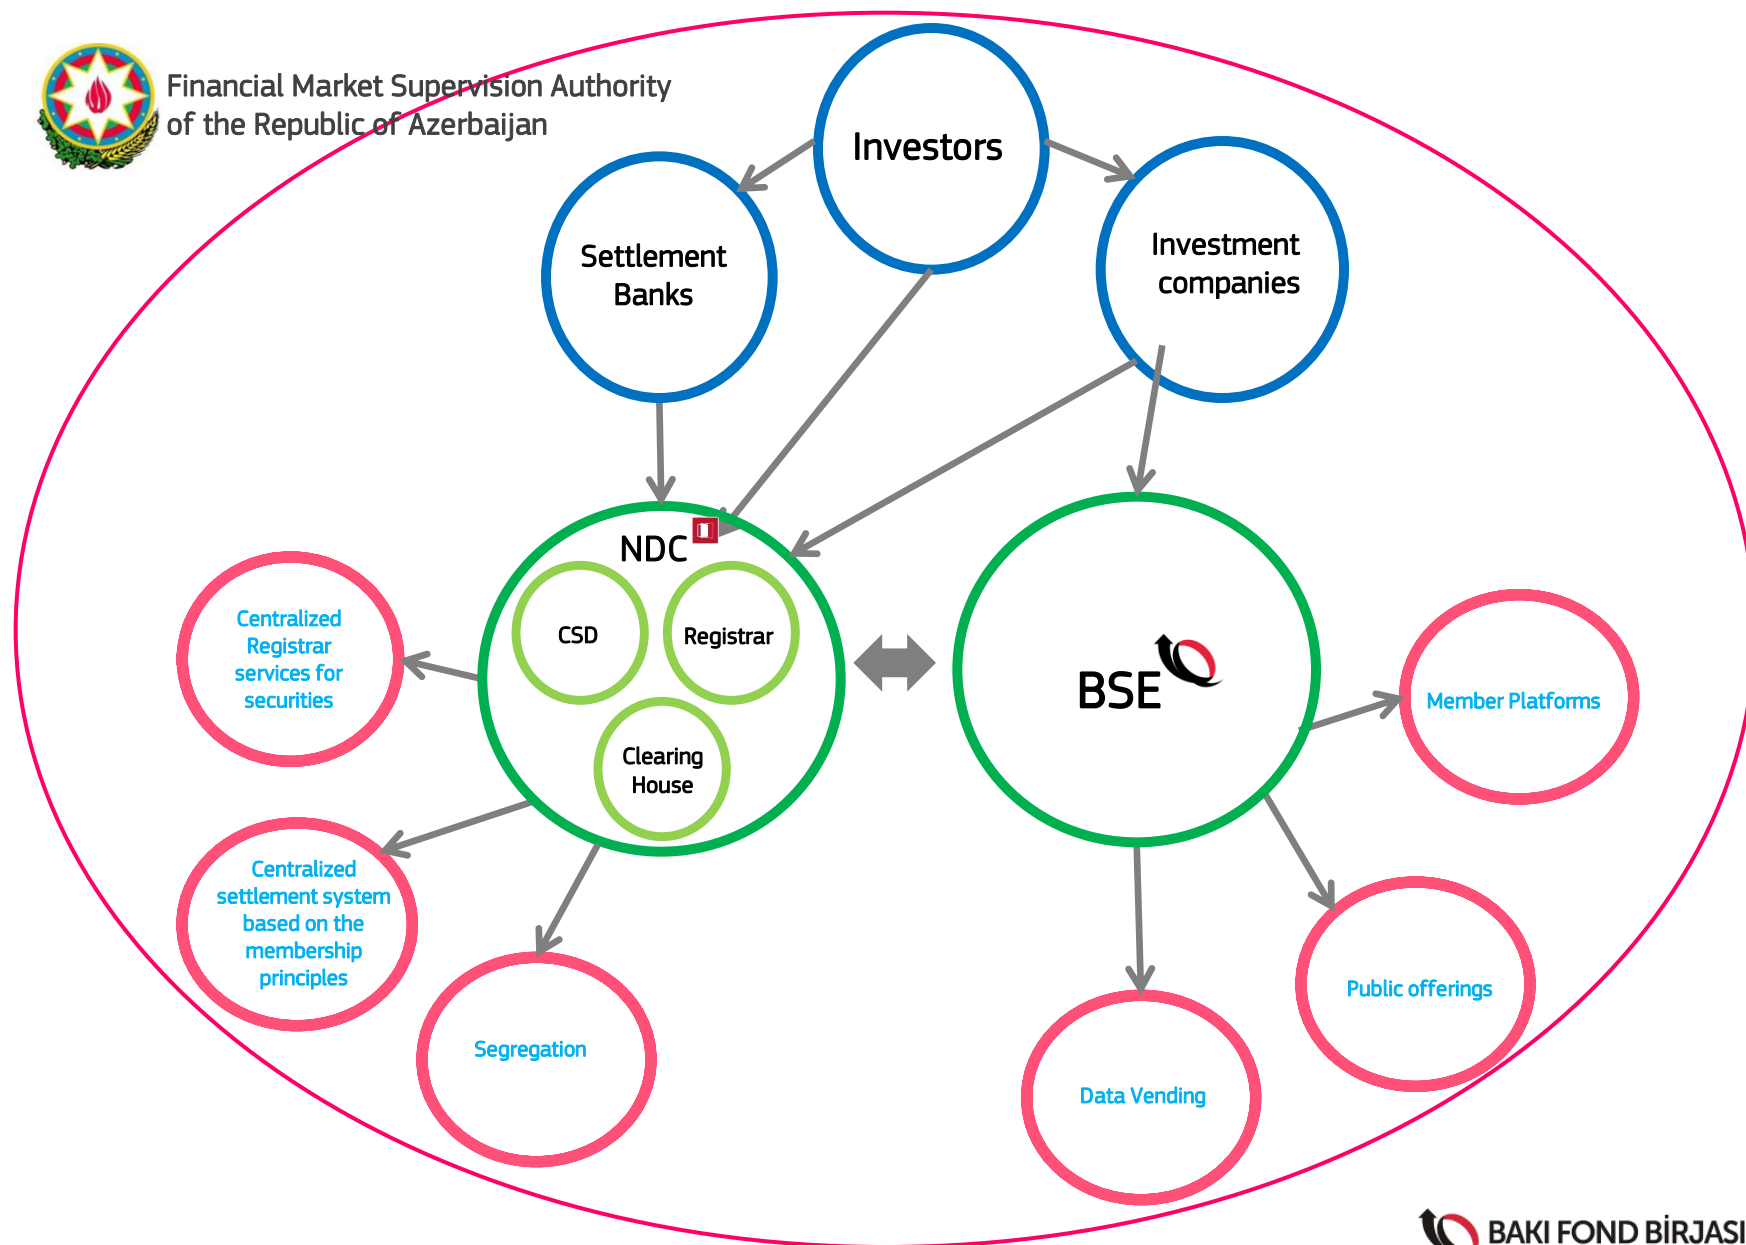 Financial Market Supervision Authority
of the Republic of Azerbaijan
Investors
Settlement
Banks
Investment
companies
NDC
CSD
Registrar
Clearing
House
BSE
Centralized
Registrar
services for
securities
Centralized
settlement system
based on the
membership
principles
Segregation
Member Platforms
Public offerings
Data Vending
BAKI FOND BİRJASI